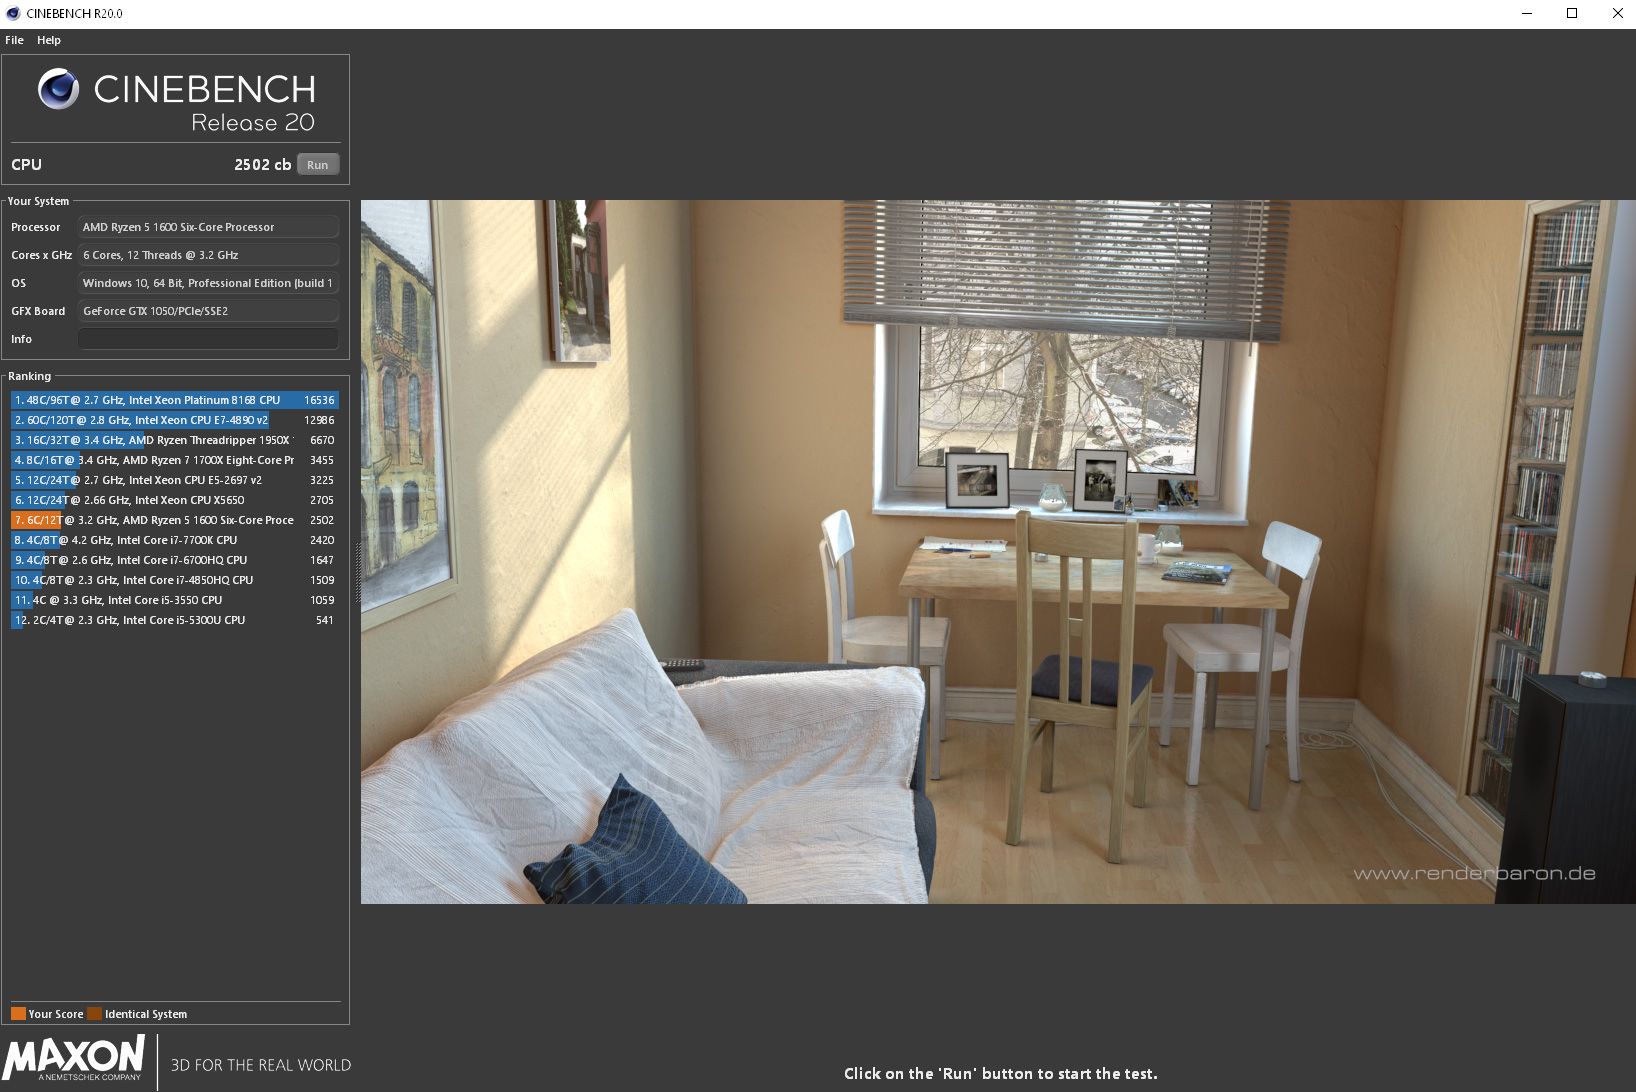 CINEBENCH R20.0
File Help
CINEBENCH
Release 20
CPU 2502 cb Run
Your System
Processor AMD Ryzen 5 1600 Six-Core Processor
Cores x GHz 6 Cores, 12 Threads @ 3.2 GHz
OS Windows 10, 64 Bit, Professional Edition (build 1
GFX Board GeForce GTX 1050/PCIe/SSE2
Info
Ranking
1. 48C/96T@ 2.7 GHz, Intel Xeon Platinum 8168 CPU 16536
2. 60C/120T@ 2.8 GHz, Intel Xeon CPU E7-4890 v2 12986
3. 16C/32T@ 3.4 GHz, AMD Ryzen Threadripper 1950X 6670
4. 8C/16T@ 3.4 GHz, AMD Ryzen 7 1700X Eight-Core Pr 3455
5. 12C/24T@ 2.7 GHz, Intel Xeon CPU E5-2697 v2 3225
6. 12C/24T@ 2.66 GHz, Intel Xeon CPU X5650 2705
7. 6C/12T@ 3.2 GHz, AMD Ryzen 5 1600 Six-Core Proce 2502
8. 4C/8T@ 4.2 GHz, Intel Core i7-7700K CPU 2420
9. 4C/8T@ 2.6 GHz, Intel Core i7-6700HQ CPU 1647
10. 4C/8T@ 2.3 GHz, Intel Core i7-4850HQ CPU 1509
11. 4C @ 3.3 GHz, Intel Core i5-3550 CPU 1059
12. 2C/4T@ 2.3 GHz, Intel Core i5-5300U CPU 541
www.renderbaron.de
Your Score Identical System
MAXON
A NEMETSCHEK COMPANY
3D FOR THE REAL WORLD
Click on the 'Run' button to start the test.